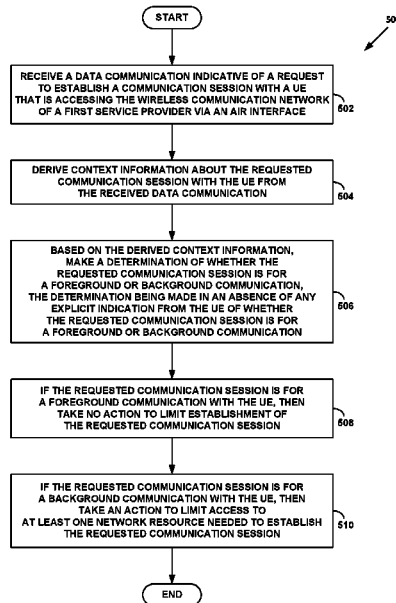 START
50
RECEIVE A DATA COMMUNICATION INDICATIVE OF A REQUEST
TO ESTABLISH A COMMUNICATION SESSION WITH A UE
THAT IS ACCESSING THE WIRELESS COMMUNICATION NETWORK
OF A FIRST SERVICE PROVIDER VIA AN AIR INTERFACE
502
DERIVE CONTEXT INFORMATION ABOUT THE REQUESTED
COMMUNICATION SESSION WITH THE UE FROM
THE RECEIVED DATA COMMUNICATION
504
BASED ON THE DERIVED CONTEXT INFORMATION,
MAKE A DETERMINATION OF WHETHER THE
REQUESTED COMMUNICATION SESSION IS FOR
A FOREGROUND OR BACKGROUND COMMUNICATION,
THE DETERMINATION BEING MADE IN AN ABSENCE OF ANY
EXPLICIT INDICATION FROM THE UE OF WHETHER
THE REQUESTED COMMUNICATION SESSION IS FOR
A FOREGROUND OR BACKGROUND COMMUNICATION
506
IF THE REQUESTED COMMUNICATION SESSION IS FOR
A FOREGROUND COMMUNICATION WITH THE UE, THEN
TAKE NO ACTION TO LIMIT ESTABLISHMENT OF
THE REQUESTED COMMUNICATION SESSION
508
IF THE REQUESTED COMMUNICATION SESSION IS FOR
A BACKGROUND COMMUNICATION WITH THE UE, THEN
TAKE AN ACTION TO LIMIT ACCESS TO
AT LEAST ONE NETWORK RESOURCE NEEDED TO ESTABLISH
THE REQUESTED COMMUNICATION SESSION
510
END